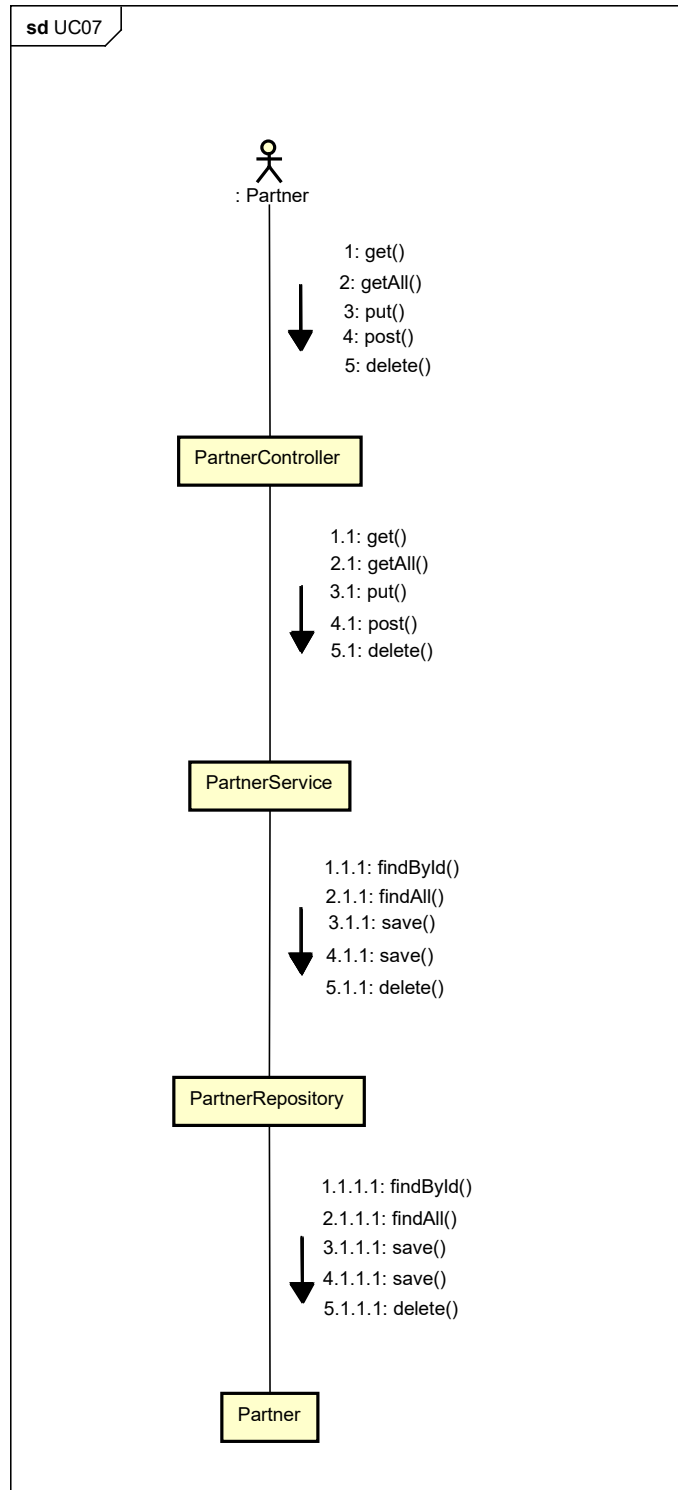 sd UC07
: Partner
1: get()
2: getAll()
3: put()
4: post()
5: delete()
PartnerController
1.1: get()
2.1: getAll()
3.1: put()
4.1: post()
5.1: delete()
PartnerService
1.1.1: findById()
2.1.1: findAll()
3.1.1: save()
4.1.1: save()
5.1.1: delete()
PartnerRepository
1.1.1.1: findById()
2.1.1.1: findAll()
3.1.1.1: save()
4.1.1.1: save()
5.1.1.1: delete()
Partner